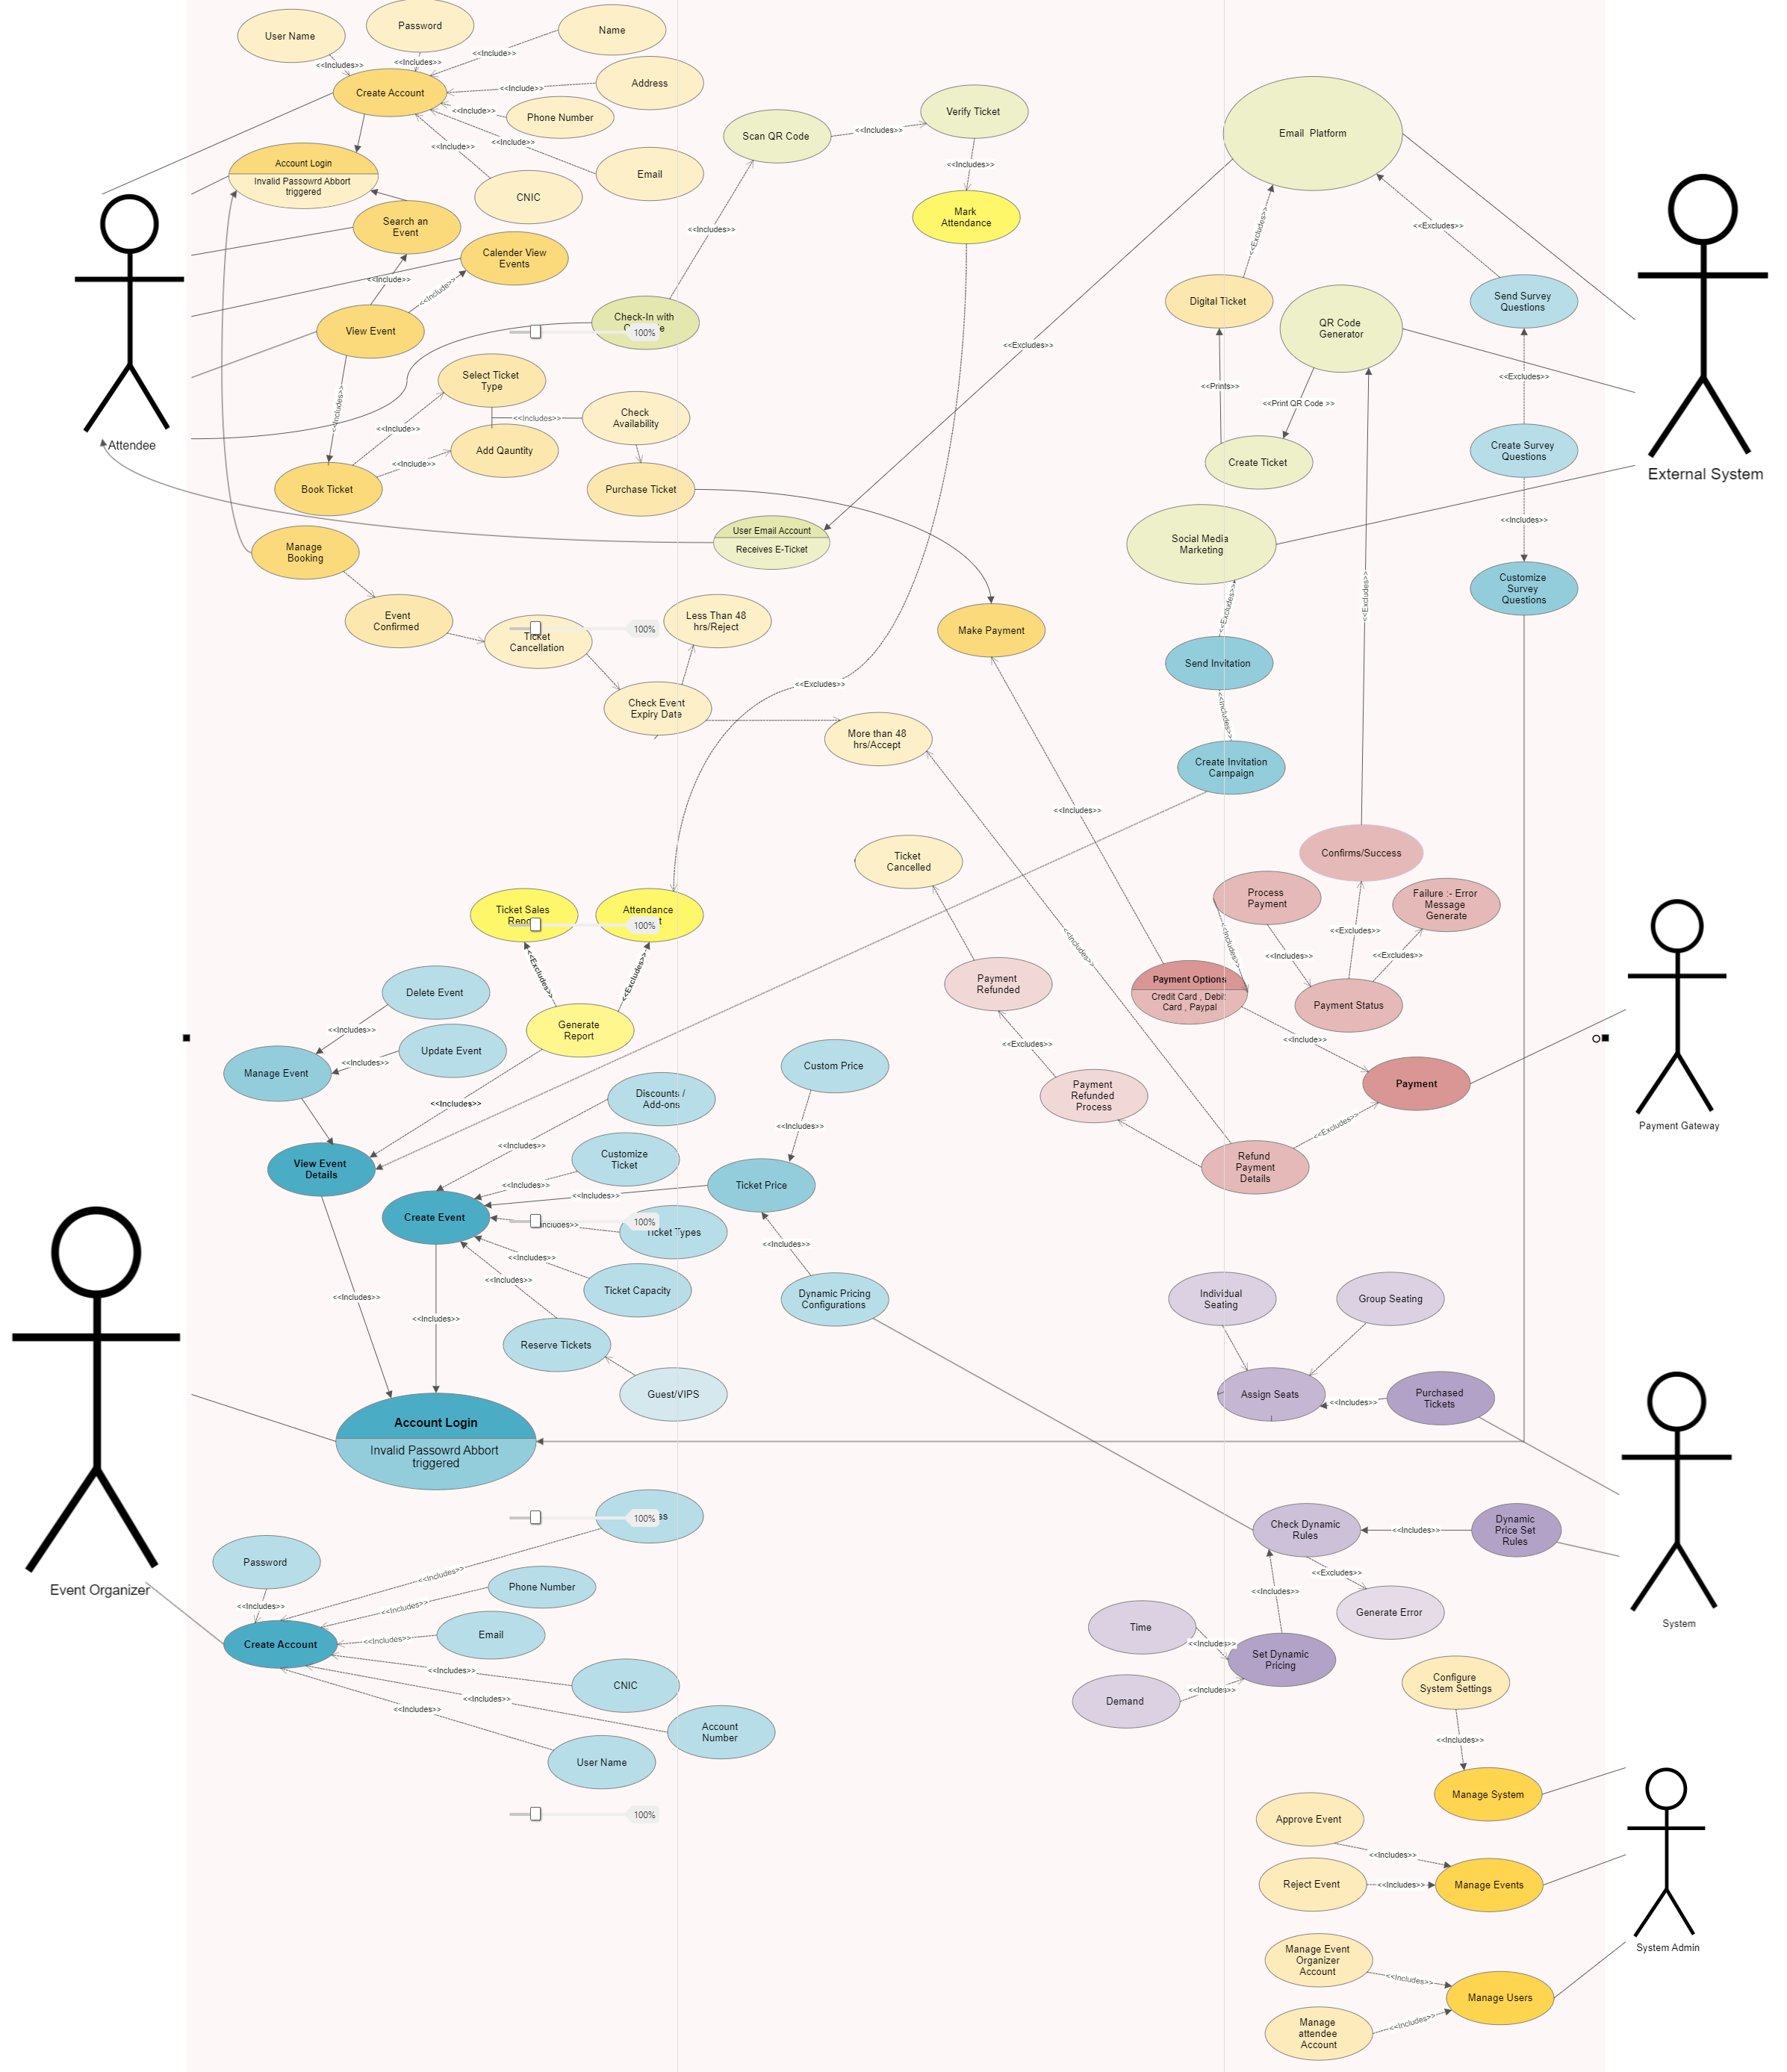 Password
Name
User Name
<<Include>>
<<Includes>>
<<Includes>>
Create Account
<<Include>>
Address
<<Include>>
Phone Number
<<Include>>
<<Include>>
CNIC
Email
Account Login
Invalid Passowrd Abbort
triggered
Search an
Event
Calender View
Events
<<Include>>
<<Include>>
View Event
<<Includes>>
Select Ticket
Type
<<Include>>
<<Includes>>
Check
Availability
Add Qauntity
<<Include>>
Book Ticket
Purchase Ticket
Attendee
Manage
Booking
Event
Confirmed
Ticket
Cancellation
100%
Less Than 48
hrs/Reject
Check Event
Expiry Date
More than 48
hrs/Accept
Scan QR Code
<<Includes>>
Verify Ticket
<<Includes>>
Mark
Attendance
<<Includes>>
Check-In with
100%
<<Excludes>>
User Email Account
Receives E-Ticket
Make Payment
<<Excludes>>
Email  Platform
<<Excludes>>
<<Excludes>>
Digital Ticket
QR Code
Generator
Send Survey
Questions
<<Prints>>
<<Print QR Code >>
<<Excludes>>
Create Ticket
Create Survey
Questions
External System
<<Includes>>
Social Media
Marketing
Customize
Survey
Questions
<<Excludes>>
<<Excludes>>
Send Invitation
<<Includes>>
Create Invitation
Campaign
<<Includes>>
Ticket
Cancelled
Confirms/Success
Process
Payment
Failure :- Error
Message
Generate
<<Excludes>>
<<Includes>>
<<Includes>>
<<Excludes>>
<<Includes>>
Payment
Refunded
Payment Options
Credit Card , Debit
Card , Paypal
Payment Status
<<Excludes>>
<<Include>>
Payment
Payment
Refunded
Process
<<Excludes>>
Refund
Payment
Details
Payment Gateway
Ticket Sales
Attendance
100%
<<Excludes>>
<<Excludes>>
Generate
Report
Delete Event
<<Includes>>
Update Event
<<Includes>>
Manage Event
<<Includes>>
Discounts /
Add-ons
Custom Price
<<Includes>>
<<Includes>>
View Event
Details
Customize
Ticket
<<Includes>>
<<Includes>>
Ticket Price
Create Event
100%
Ticket Types
<<Includes>>
<<Includes>>
<<Includes>>
Ticket Capacity
Dynamic Pricing
Configurations
<<Includes>>
<<Includes>>
Reserve Tickets
Guest/VIPS
Account Login
Invalid Passowrd Abbort
triggered
Individual
Seating
Group Seating
Assign Seats
<<Includes>>
Purchased
Tickets
System
Check Dynamic
Rules
<<Includes>>
Dynamic
Price Set
Rules
<<Excludes>>
<<Includes>>
Generate Error
Time
<<Includes>>
Set Dynamic
Pricing
Demand
<<Includes>>
Event Organizer
100%
Password
<<Includes>>
<<Includes>>
Phone Number
<<Includes>>
Create Account
<<Includes>>
Email
<<Includes>>
CNIC
<<Includes>>
<<Includes>>
Account
Number
User Name
100%
Configure
System Settings
<<Includes>>
Manage System
Approve Event
<<Includes>>
Reject Event
<<Includes>>
Manage Events
System Admin
Manage Event
Organizer
Account
<<Includes>>
Manage Users
Manage
attendee
Account
<<Includes>>